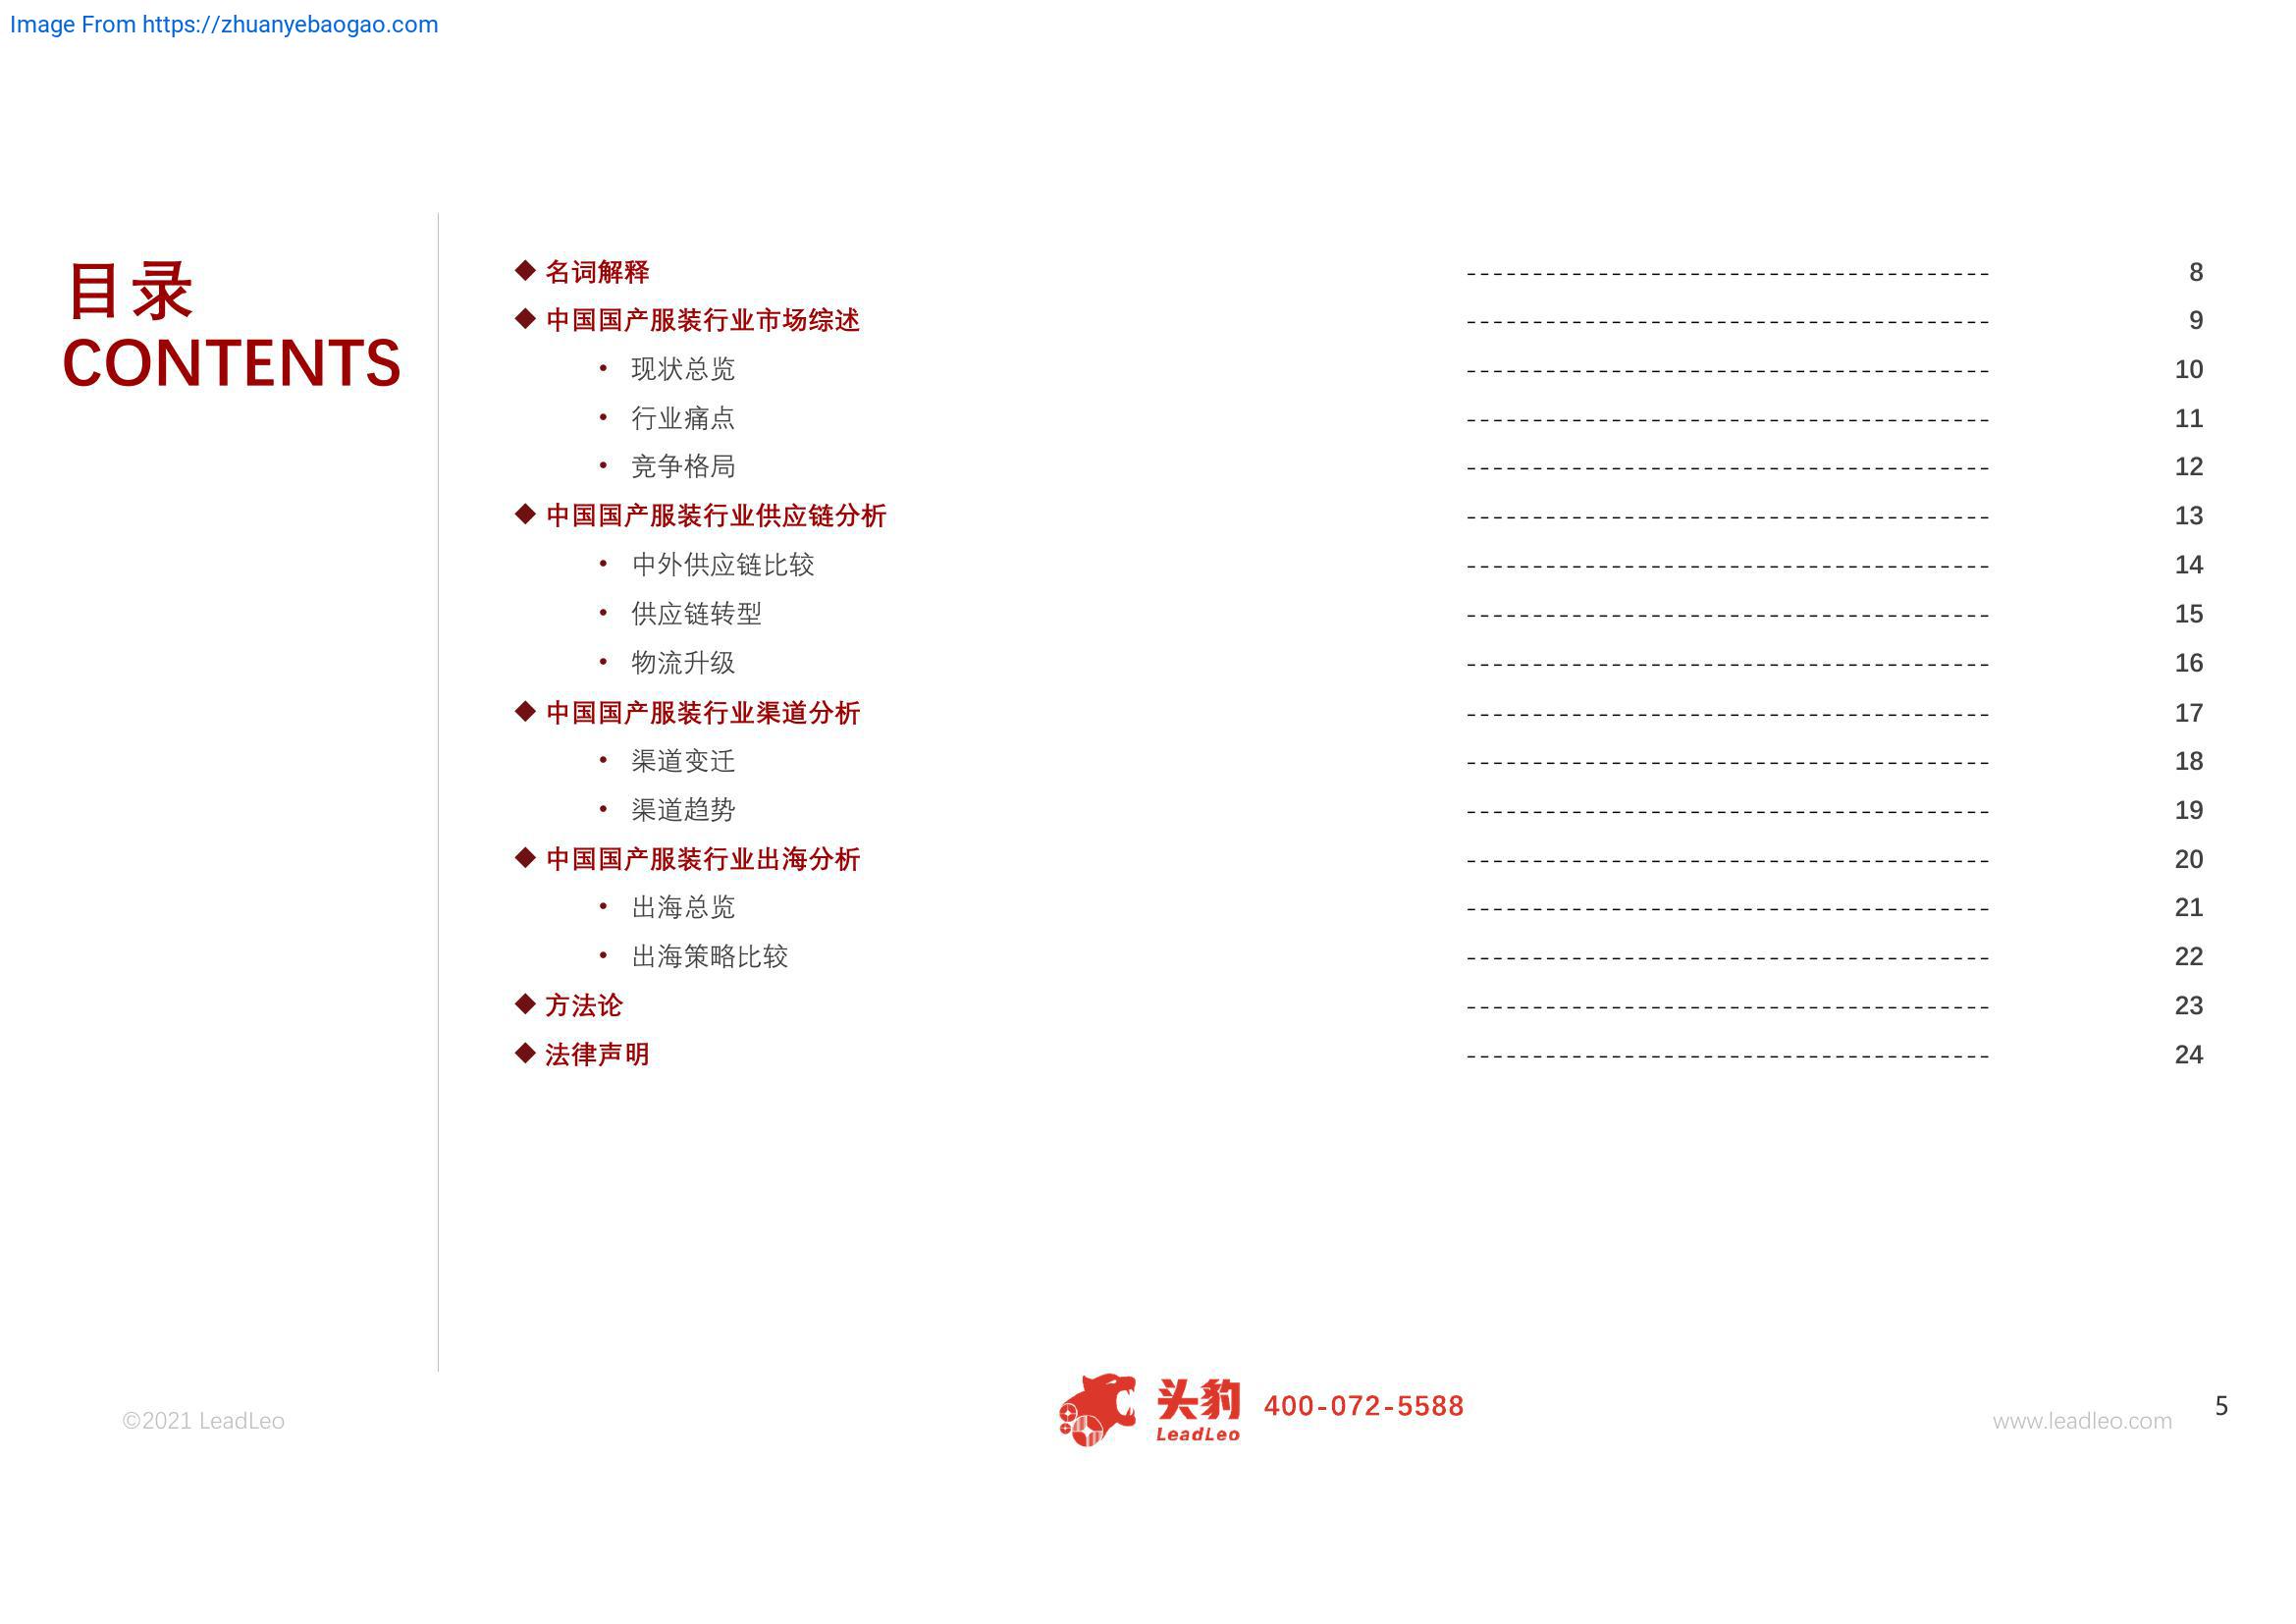 Image From https://zhuanyebaogao.com
目录
CONTENTS
◆ 名词解释 ---------------------------------------- 8
◆ 中国国产服装行业市场综述 ---------------------------------------- 9
• 现状总览 ---------------------------------------- 10
• 行业痛点 ---------------------------------------- 11
• 竞争格局 ---------------------------------------- 12
◆ 中国国产服装行业供应链分析 ---------------------------------------- 13
• 中外供应链比较 ---------------------------------------- 14
• 供应链转型 ---------------------------------------- 15
• 物流升级 ---------------------------------------- 16
◆ 中国国产服装行业渠道分析 ---------------------------------------- 17
• 渠道变迁 ---------------------------------------- 18
• 渠道趋势 ---------------------------------------- 19
◆ 中国国产服装行业出海分析 ---------------------------------------- 20
• 出海总览 ---------------------------------------- 21
• 出海策略比较 ---------------------------------------- 22
◆ 方法论 ---------------------------------------- 23
◆ 法律声明 ---------------------------------------- 24
©2021 LeadLeo
头豹
LeadLeo
400-072-5588
www.leadleo.com
5